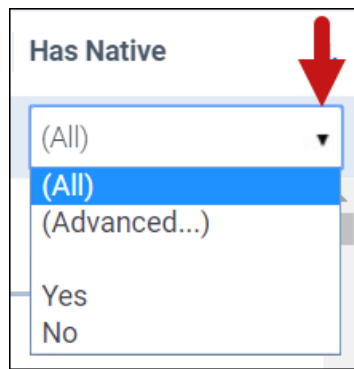 Has Native
(All)
(All)
(Advanced...)
Yes
No